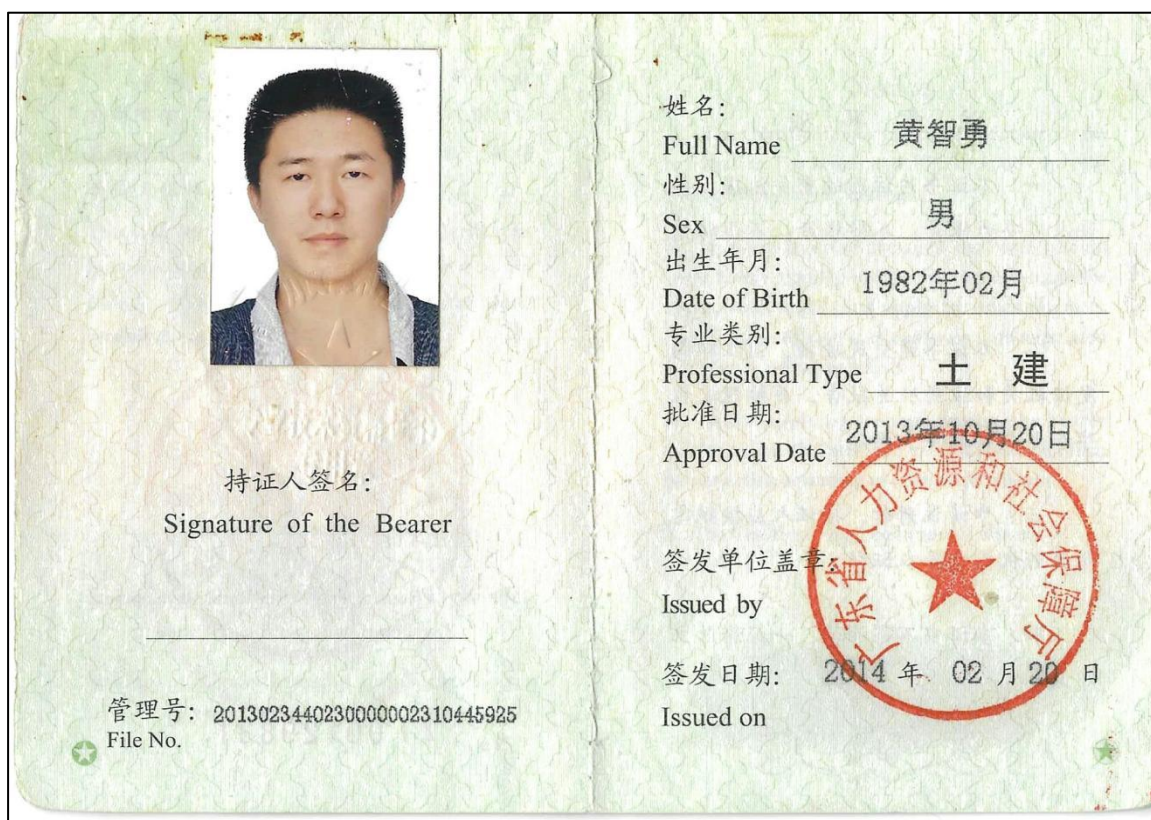 持证人签名:
Signature of the Bearer
管理号: 2013023440230000002310445925
File No.
姓名:
Full Name 黄智勇
性别:
Sex 男
出生年月:
Date of Birth 1982年02月
专业类别:
Professional Type 土 建
批准日期:
Approval Date 2013年10月20日
签发单位盖章:
Issued by
广东省人力资源和社会保障厅
签发日期: 2014 年 02 月 20 日
Issued on